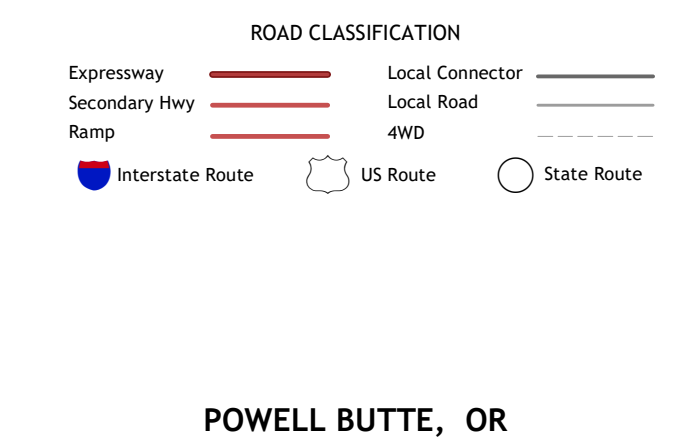 ROAD CLASSIFICATION
Expressway
Local Connector
Secondary Hwy
Local Road
Ramp
4WD
Interstate Route
US Route
State Route
POWELL BUTTE, OR